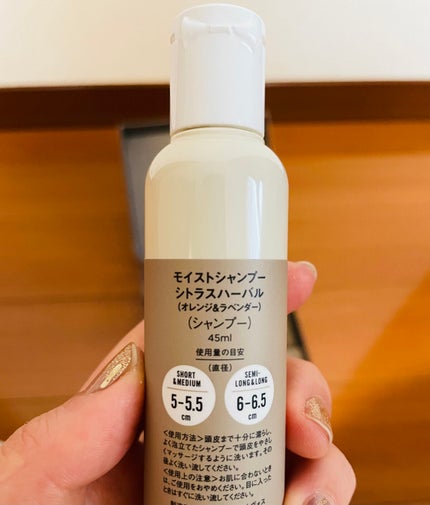 モイストシャンプー
シトラスハーバル
(オレンジ&ラベンダー)
(シャンプー)
45ml
使用量の目安
(直径)
SHORT
&MEDIUM
5-5.5
cm
SEMI-
LONG&LONG
6-6.5
cm
<使用方法>頭皮まで十分に濡らし、
よく泡立てたシャンプーで頭皮をやさし
くマッサージするように洗います。その
後よく洗い流してください。
<使用上の注意>お肌に合わないとき
は、ご使用をおやめください。目に入った
ときはすぐに洗い流してください。